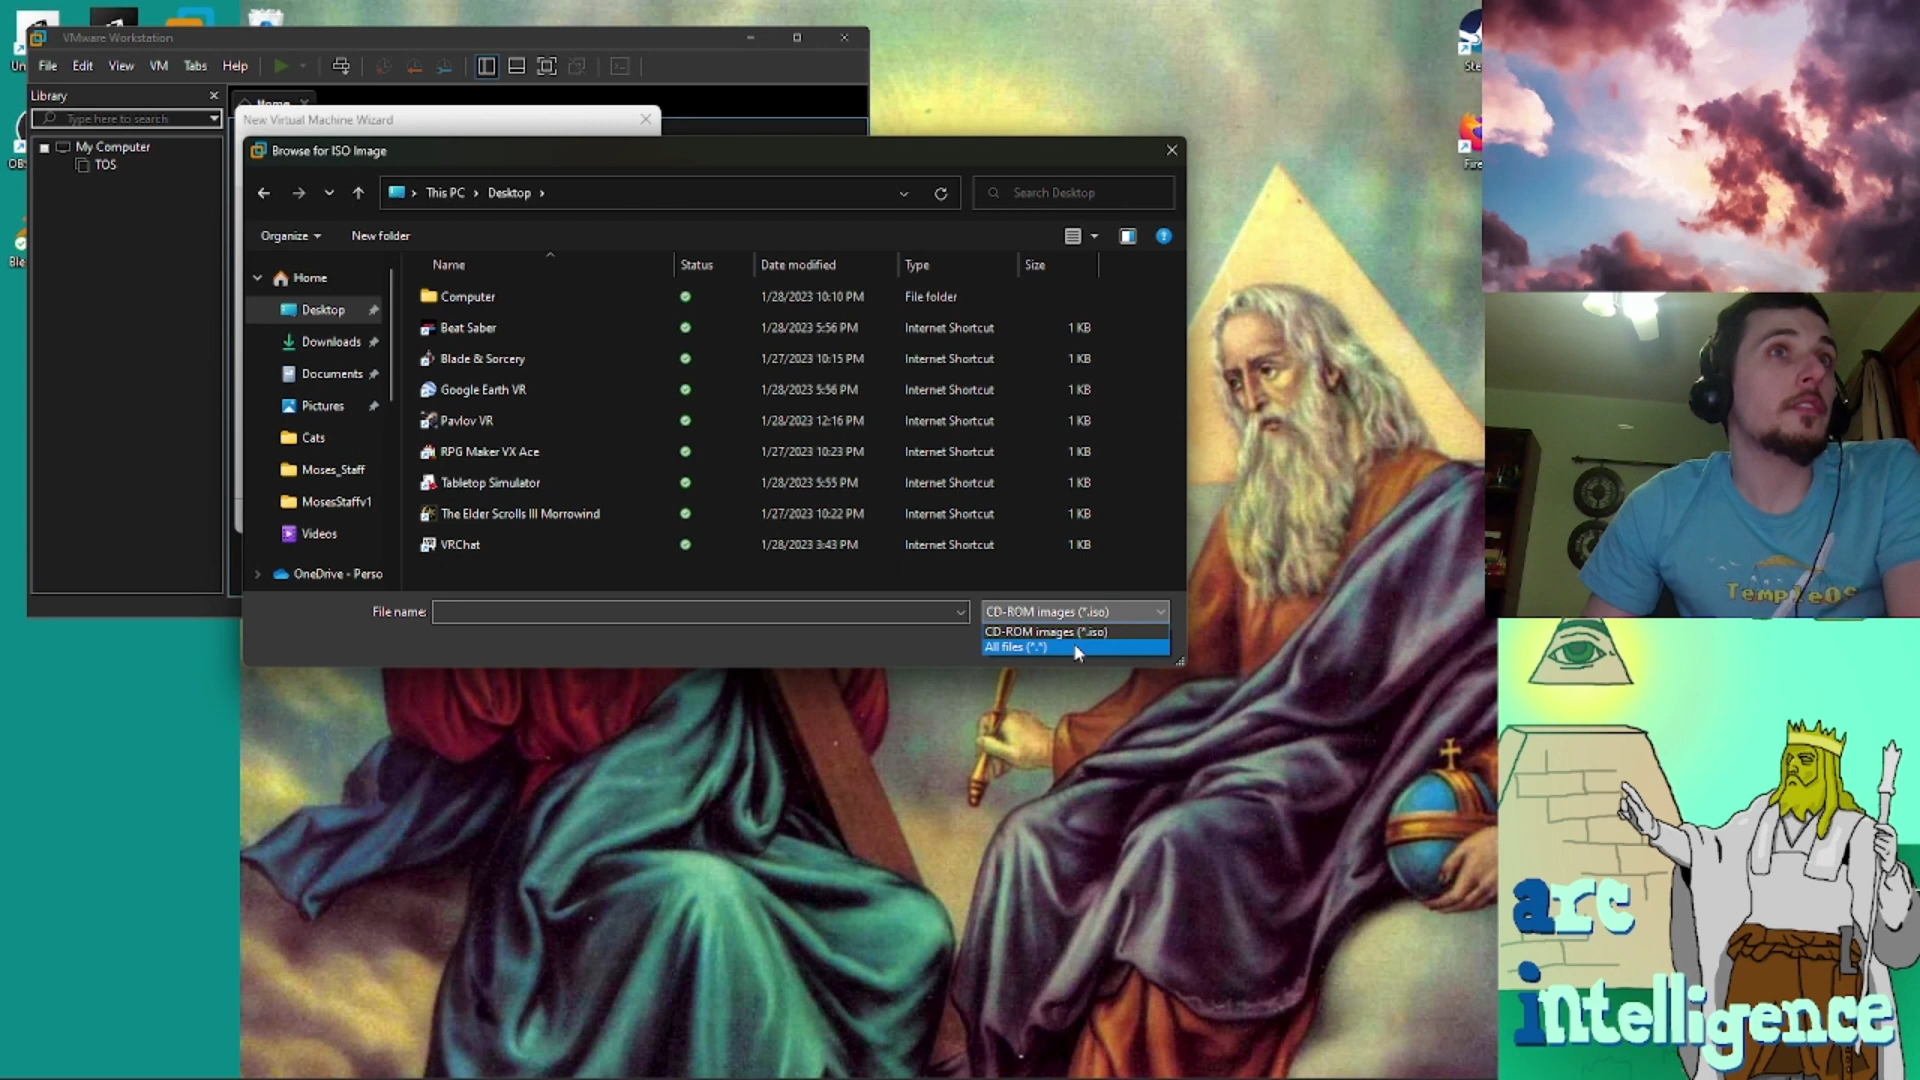 VMware Workstation
File Edit View VM Tabs Help
Library
Type here to search
My Computer
TOS
Home
New Virtual Machine Wizard
Browse for ISO Image
This PC > Desktop >
Search Desktop
Organize New folder
Name Status Date modified Type Size
Computer 1/28/2023 10:10 PM File folder
Beat Saber 1/28/2023 5:56 PM Internet Shortcut 1 KB
Blade & Sorcery 1/27/2023 10:15 PM Internet Shortcut 1 KB
Google Earth VR 1/28/2023 5:56 PM Internet Shortcut 1 KB
Pavlov VR 1/28/2023 12:16 PM Internet Shortcut 1 KB
RPG Maker VX Ace 1/27/2023 10:23 PM Internet Shortcut 1 KB
Tabletop Simulator 1/28/2023 5:55 PM Internet Shortcut 1 KB
The Elder Scrolls III Morrowind 1/27/2023 10:22 PM Internet Shortcut 1 KB
VRChat 1/28/2023 3:43 PM Internet Shortcut 1 KB
Home
Desktop
Downloads
Documents
Pictures
Cats
Moses_Staff
MosesStaffv1
Videos
OneDrive - Perso
File name:
CD-ROM images (*.iso)
CD-ROM images (*.iso)
All files (*.*)
Un
OB
Ble
Ste
Fire
TempleOS
arc
intelligence